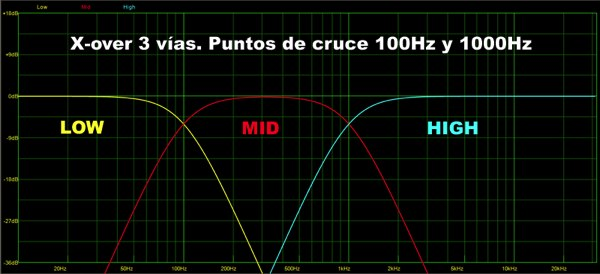 Low Mid High
+18dB
X-over 3 vías. Puntos de cruce 100Hz y 1000Hz
+9dB
0dB
LOW MID HIGH
-9dB
-18dB
-27dB
-36dB
20Hz 50Hz 100Hz 200Hz 500Hz 1kHz 2kHz 5kHz 10kHz 20kHz